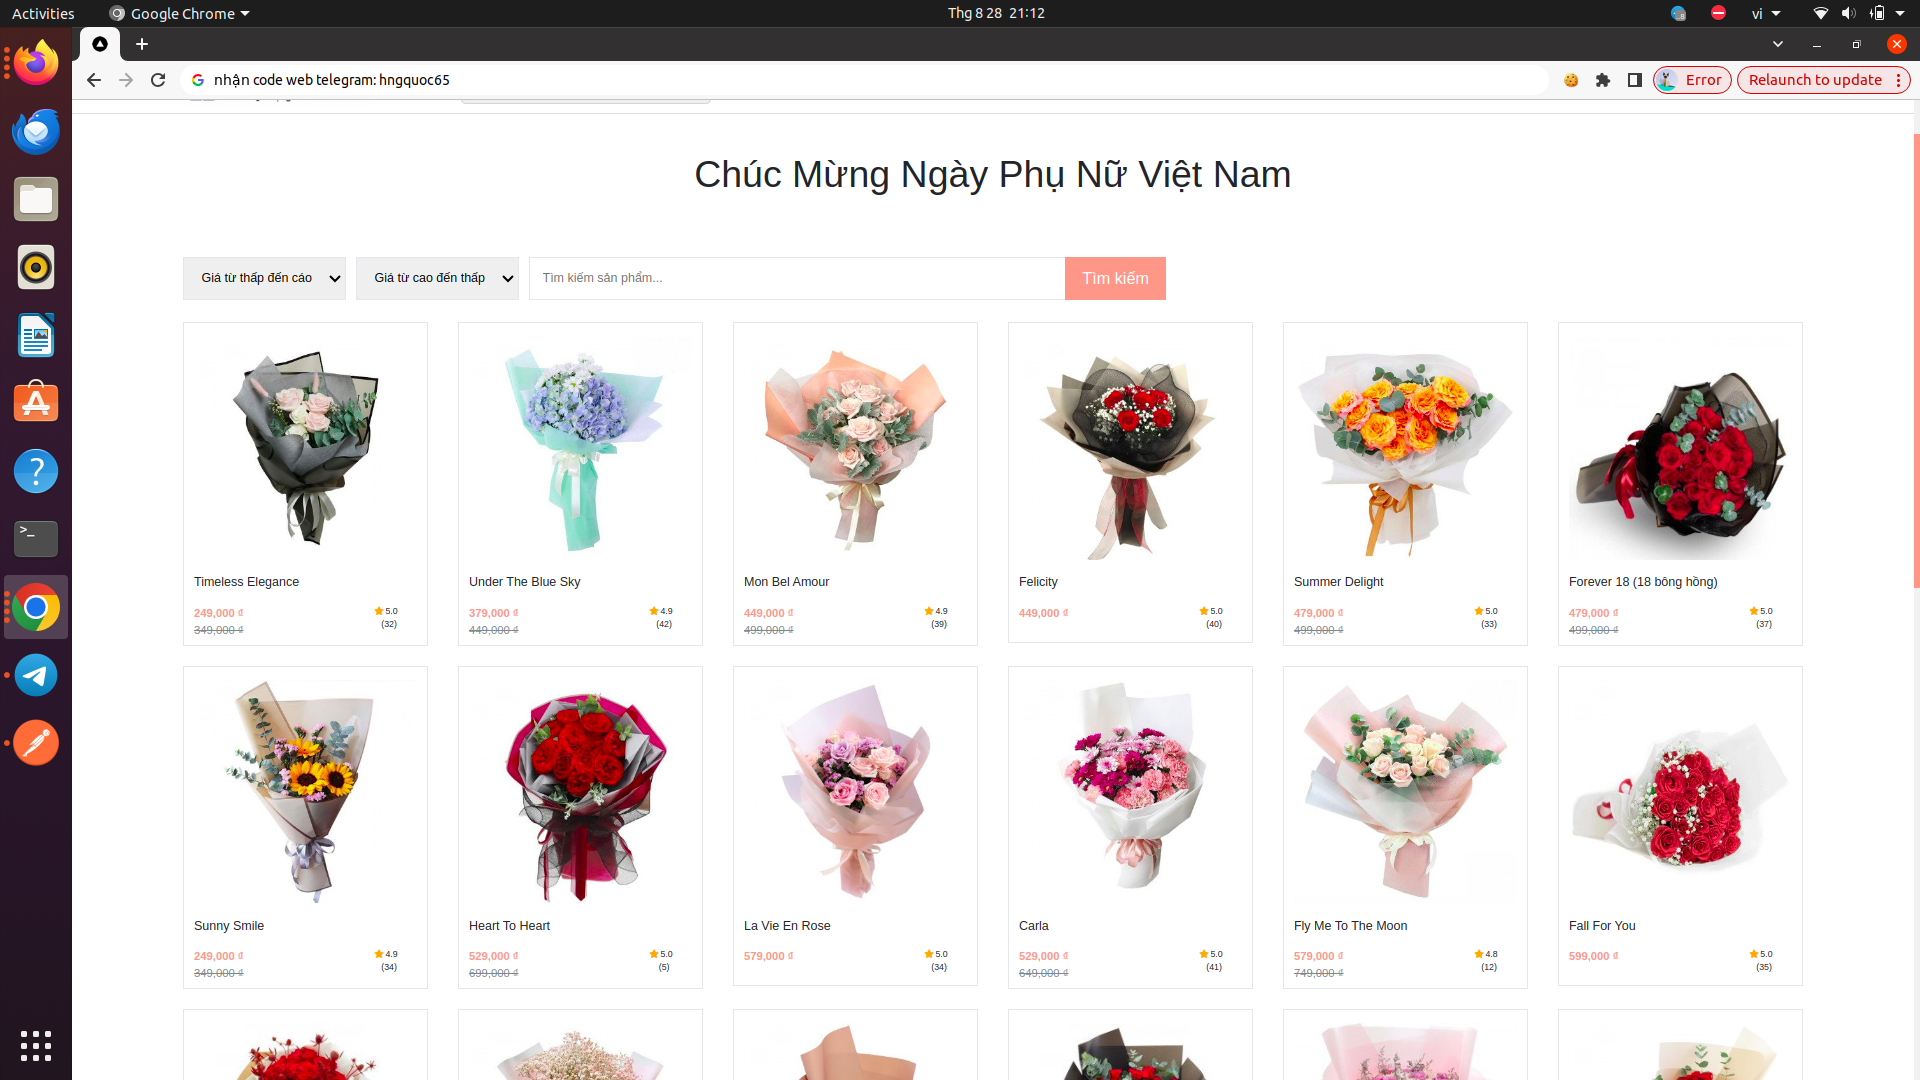 Activities
Google Chrome
Thg 8 28 21:12
vi
nhận code web telegram: hngquoc65
Error
Relaunch to update
Chúc Mừng Ngày Phụ Nữ Việt Nam
Giá từ thấp đến cáo
Giá từ cao đến thấp
Tìm kiếm sản phẩm...
Tìm kiếm
Timeless Elegance
249,000 ₫
5.0
349,000 ₫
(32)
Under The Blue Sky
379,000 ₫
4.9
449,000 ₫
(42)
Mon Bel Amour
449,000 ₫
4.9
499,000 ₫
(39)
Felicity
449,000 ₫
5.0
(40)
Summer Delight
479,000 ₫
5.0
499,000 ₫
(33)
Forever 18 (18 bông hồng)
479,000 ₫
5.0
499,000 ₫
(37)
Sunny Smile
249,000 ₫
4.9
349,000 ₫
(34)
Heart To Heart
529,000 ₫
5.0
699,000 ₫
(5)
La Vie En Rose
579,000 ₫
5.0
(34)
Carla
529,000 ₫
5.0
649,000 ₫
(41)
Fly Me To The Moon
579,000 ₫
4.8
749,000 ₫
(12)
Fall For You
599,000 ₫
5.0
(35)